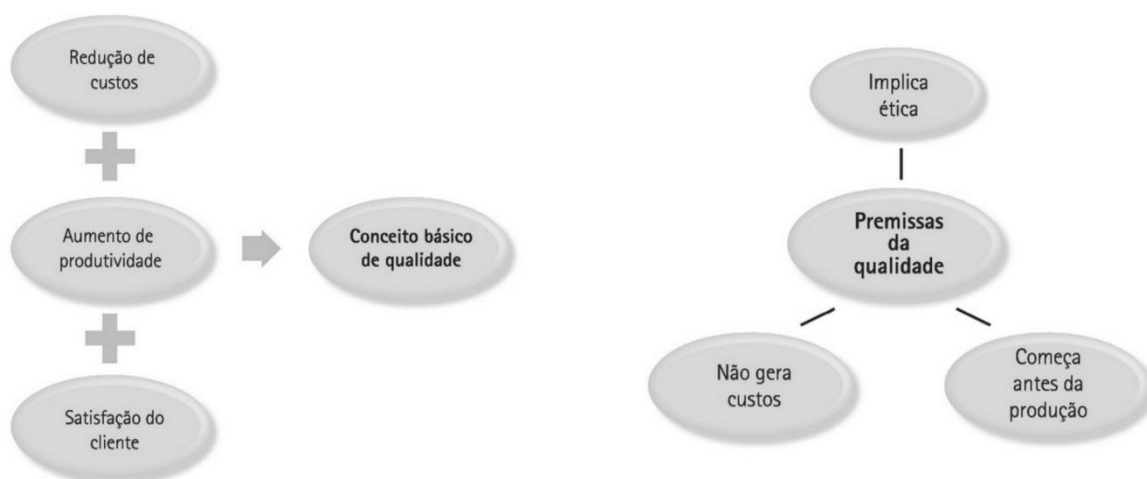 Redução de
custos
Aumento de
produtividade
Conceito básico
de qualidade
Satisfação do
cliente
Implica
ética
Premissas
da
qualidade
Não gera
custos
Começa
antes da
produção